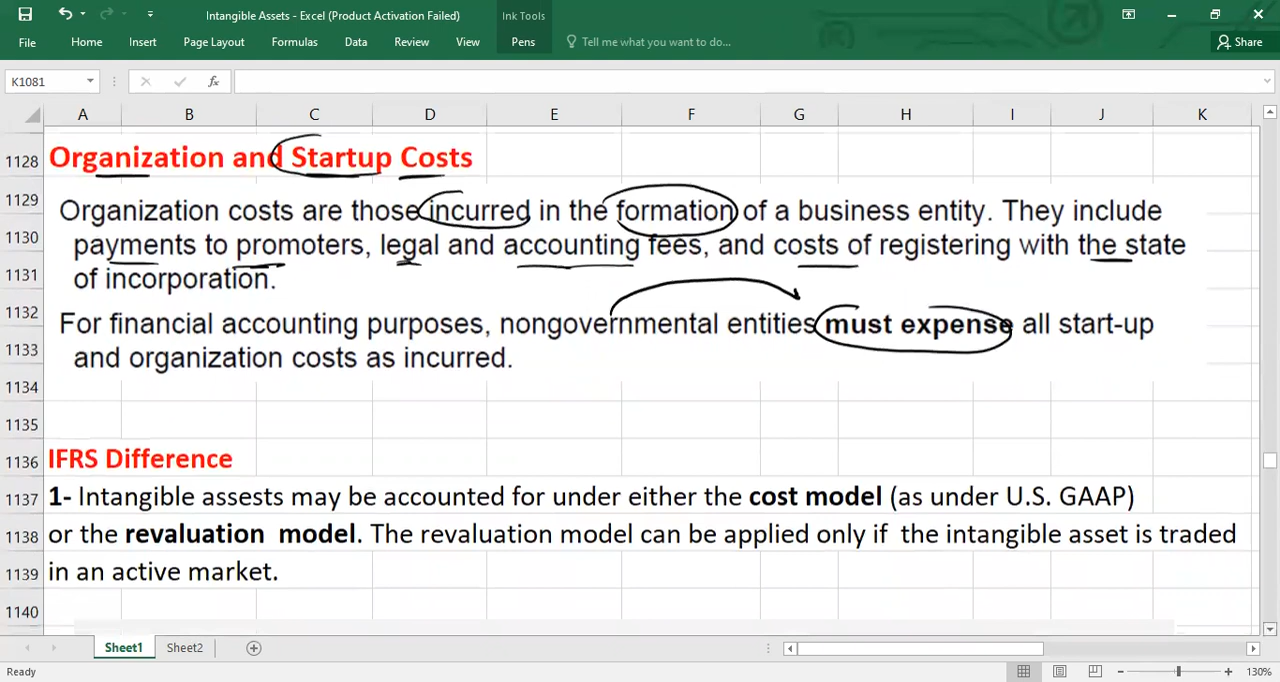 Intangible Assets - Excel (Product Activation Failed)
Ink Tools
File Home Insert Page Layout Formulas Data Review View Pens Tell me what you want to do... Share
K1081 fx
A B C D E F G H I J K
1128 Organization and Startup Costs
1129 Organization costs are those incurred in the formation of a business entity. They include
1130 payments to promoters, legal and accounting fees, and costs of registering with the state
1131 of incorporation.
1132 For financial accounting purposes, nongovernmental entities must expense all start-up
1133 and organization costs as incurred.
1134
1135
1136 IFRS Difference
1137 1- Intangible assests may be accounted for under either the cost model (as under U.S. GAAP)
1138 or the revaluation model. The revaluation model can be applied only if the intangible asset is traded
1139 in an active market.
1140
Sheet1 Sheet2
Ready 130%